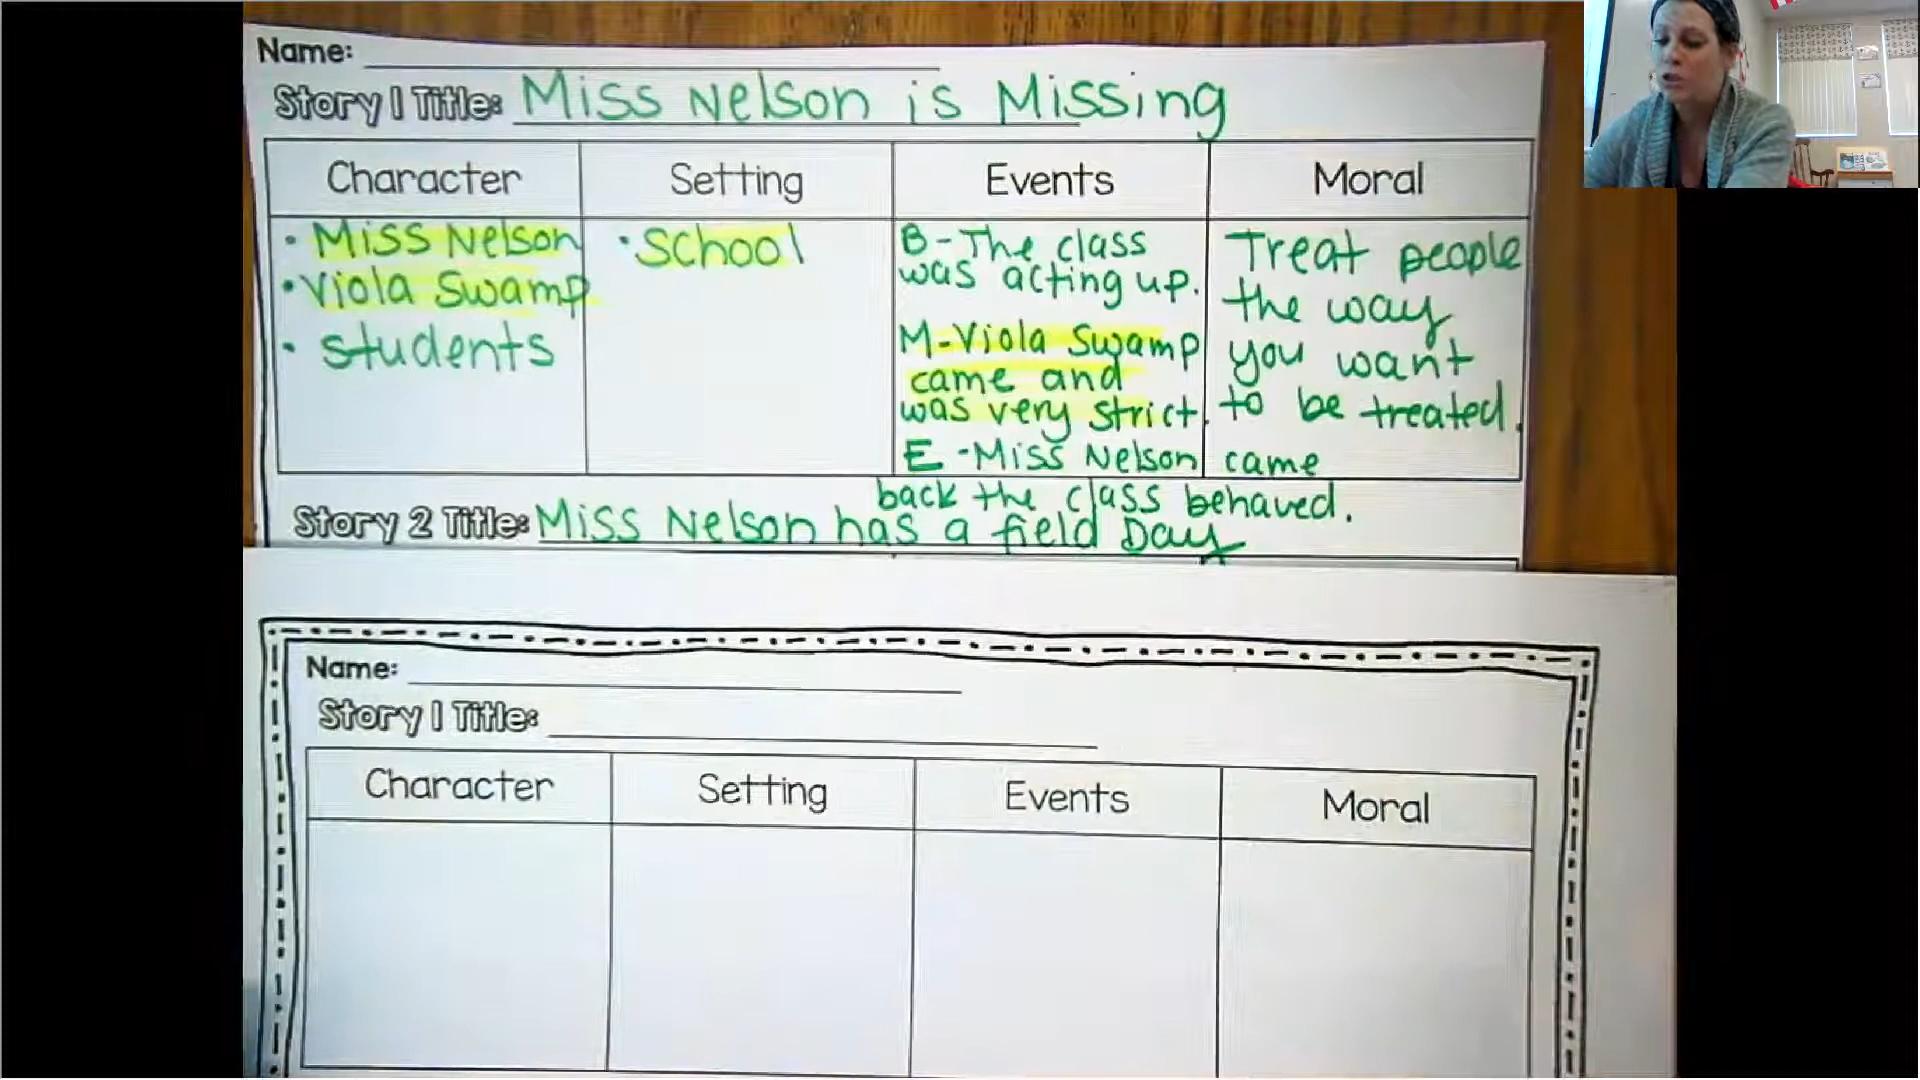 Name:
Story 1 Title: Miss Nelson is Missing
Character Setting Events Moral
• Miss Nelson
• Viola Swamp
• students
• School
B - The class
was acting up.
M - Viola Swamp
came and
was very strict.
E - Miss Nelson came
back the class behaved.
Treat people
the way
you want
to be treated.
Story 2 Title: Miss Nelson has a field Day
Name:
Story 1 Title:
Character Setting Events Moral